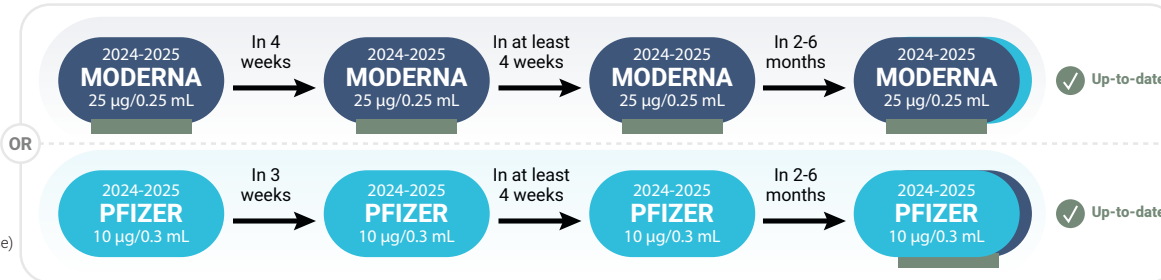 2024-2025
MODERNA
25 µg/0.25 mL
In 4
weeks
2024-2025
MODERNA
25 µg/0.25 mL
In at least
4 weeks
2024-2025
MODERNA
25 µg/0.25 mL
In 2-6
months
2024-2025
MODERNA
25 µg/0.25 mL
Up-to-date
OR
2024-2025
PFIZER
10 µg/0.3 mL
In 3
weeks
2024-2025
PFIZER
10 µg/0.3 mL
In at least
4 weeks
2024-2025
PFIZER
10 µg/0.3 mL
In 2-6
months
2024-2025
PFIZER
10 µg/0.3 mL
Up-to-date
e)